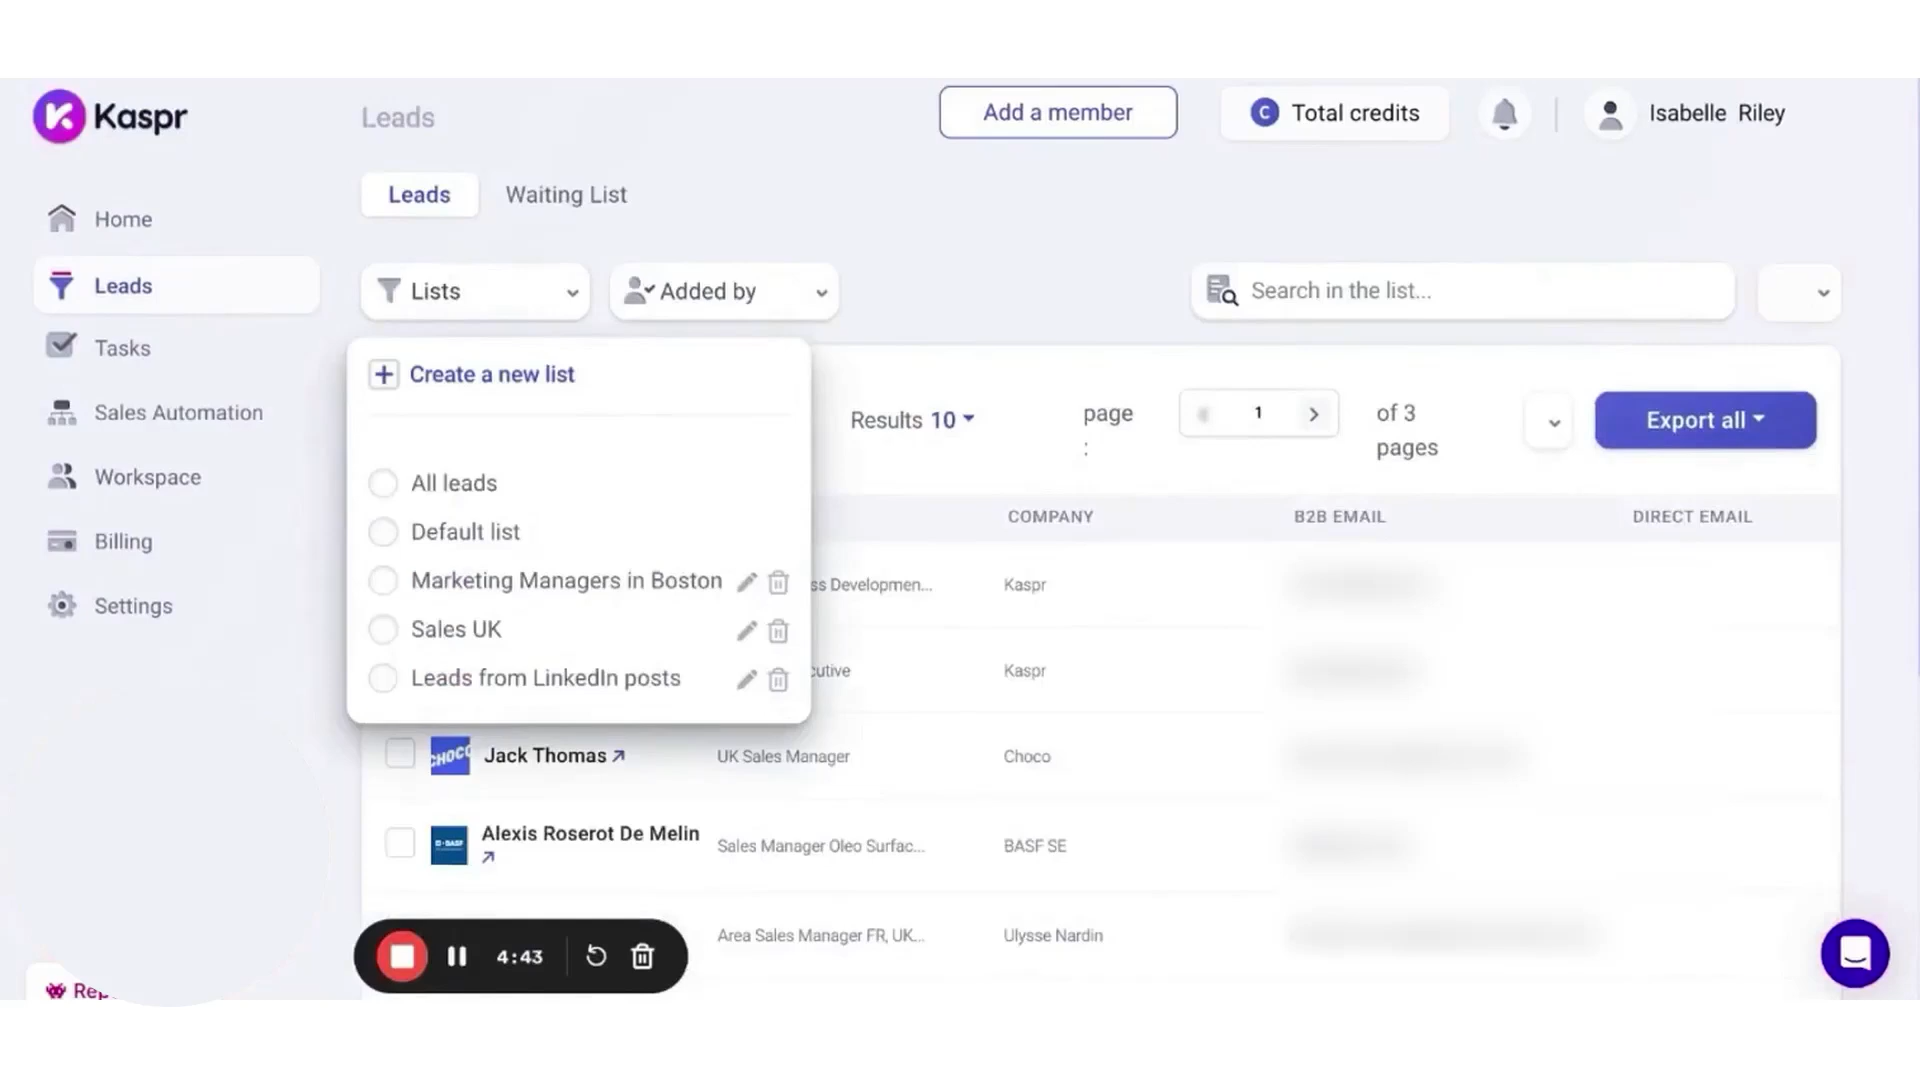 Kaspr
Leads
Add a member
C Total credits
Isabelle Riley
Home
Leads
Tasks
Sales Automation
Workspace
Billing
Settings
Leads
Waiting List
Lists
Added by
Search in the list...
Create a new list
All leads
Default list
Marketing Managers in Boston
Sales UK
Leads from LinkedIn posts
Results 10
page
:
1
of 3
pages
Export all
COMPANY
B2B EMAIL
DIRECT EMAIL
ss Developmen...
Kaspr
cutive
Kaspr
CHOCO
Jack Thomas
UK Sales Manager
Choco
BASF
Alexis Roserot De Melin
Sales Manager Oleo Surfac...
BASF SE
Area Sales Manager FR, UK...
Ulysse Nardin
4:43